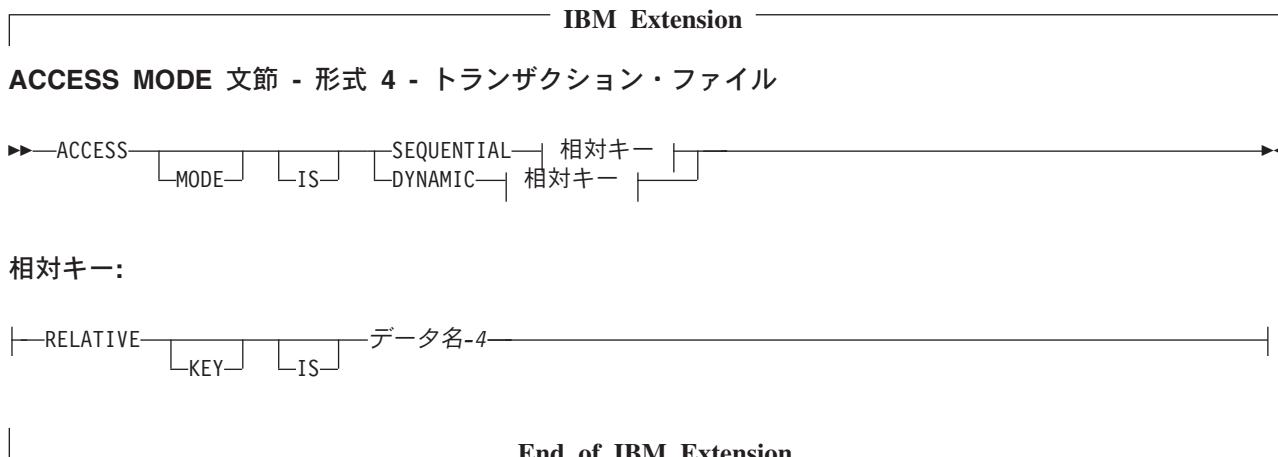 IBM Extension
ACCESS MODE 文節 - 形式 4 - トランザクション・ファイル
ACCESS MODE IS SEQUENTIAL 相対キー
DYNAMIC 相対キー
相対キー:
RELATIVE KEY IS データ名-4
End of IBM Extension